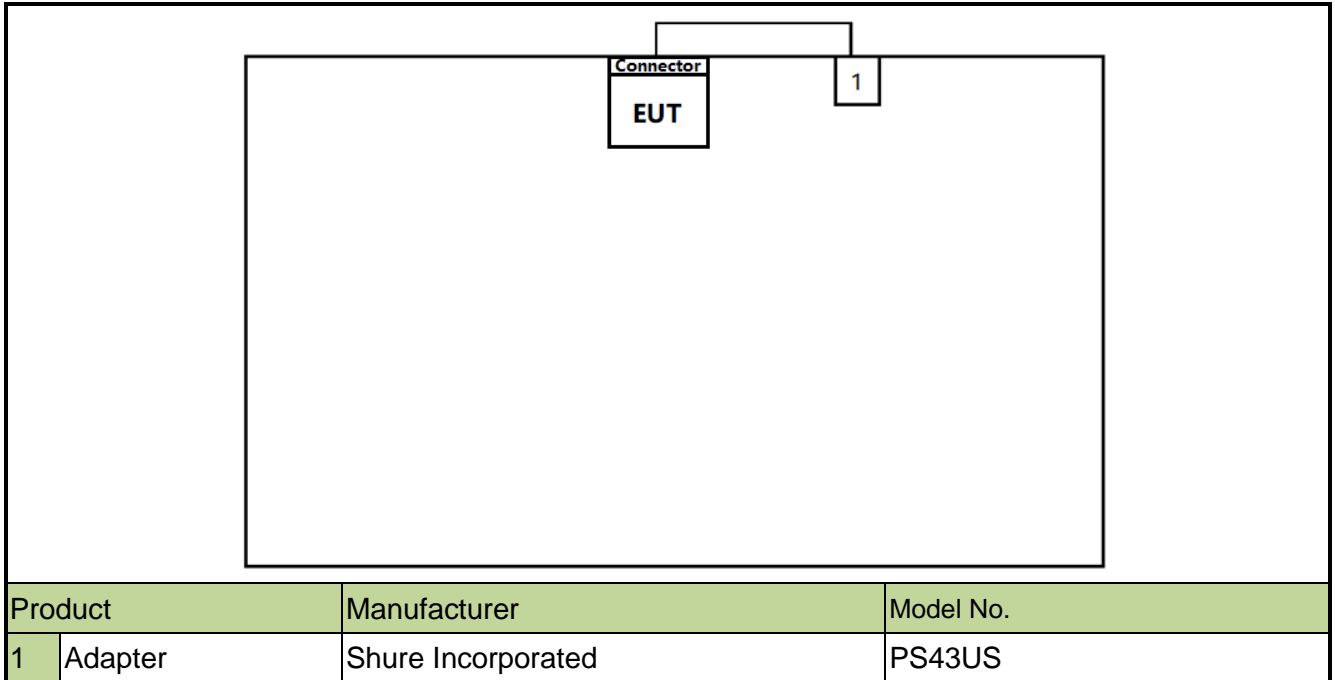 Connector
EUT
1
Product Manufacturer Model No.
1 Adapter Shure Incorporated PS43US